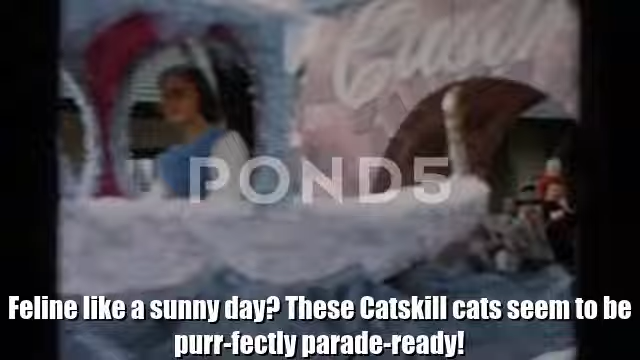 POND5
Feline like a sunny day? These Catskill cats seem to be
purr-fectly parade-ready!